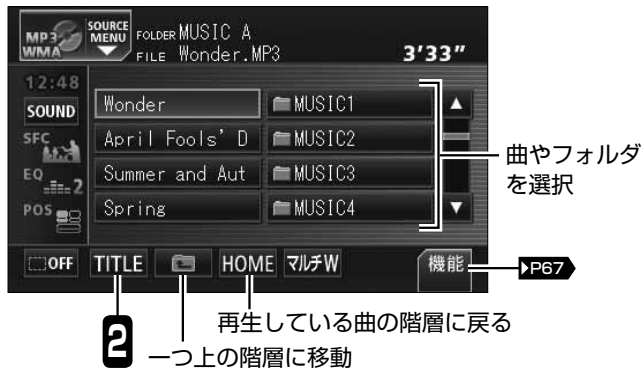 MP3 WMA SOURCE MENU FOLDER MUSIC A
FILE Wonder.MP3 3'33"
12:48
SOUND Wonder MUSIC1 ▲
SFC April Fools' D MUSIC2
EQ 2 Summer and Aut MUSIC3
POS Spring MUSIC4 ▼
曲やフォルダ
を選択
OFF TITLE HOME マルチW 機能 ▶P67
2
再生している曲の階層に戻る
一つ上の階層に移動